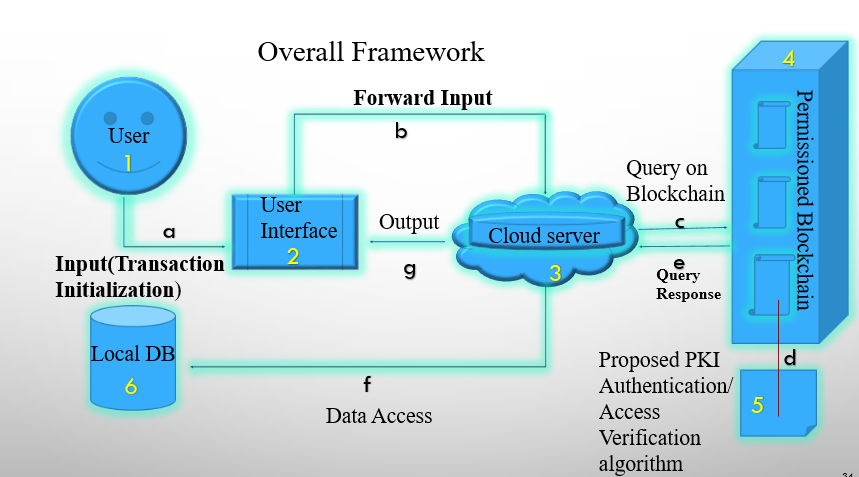 Overall Framework
User
1
a
Input(Transaction
Initialization)
User
Interface
2
Forward Input
b
Output
g
Cloud server
3
Query on
Blockchain
c
e
Query
Response
4
Permissioned Blockchain
d
5
Proposed PKI
Authentication/
Access
Verification
algorithm
Local DB
6
f
Data Access
34